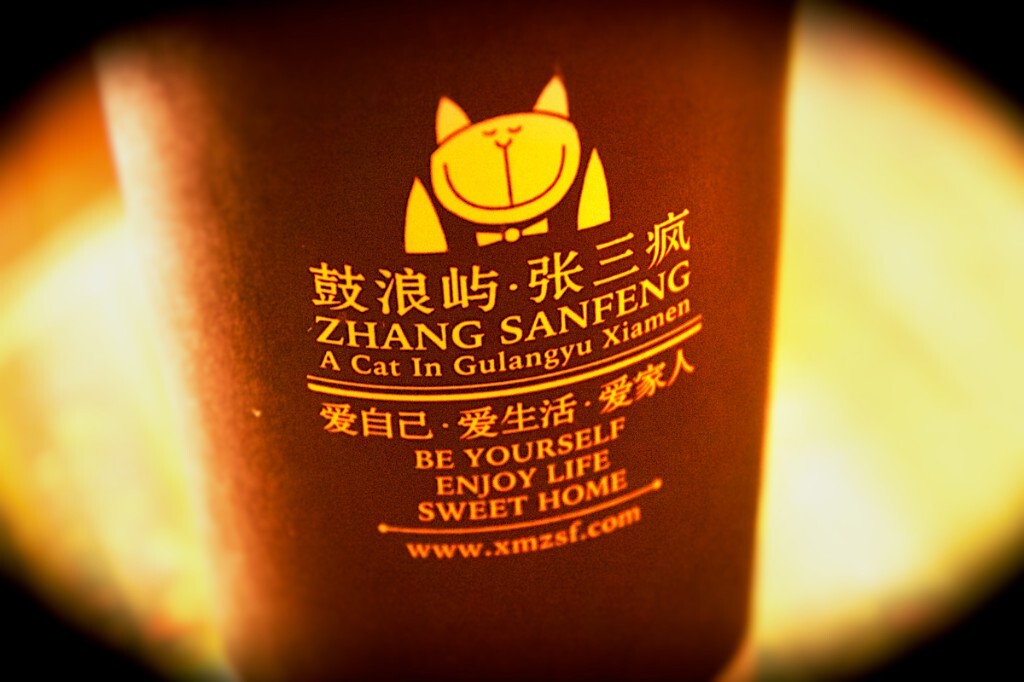 鼓浪屿·张三疯
ZHANG SANFENG
A Cat In Gulangyu Xiamen
爱自己·爱生活·爱家人
BE YOURSELF
ENJOY LIFE
SWEET HOME
www.xmzsf.com